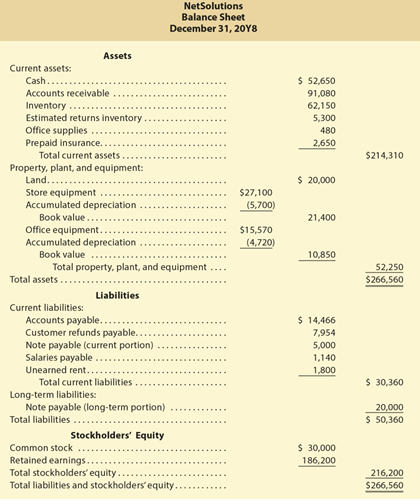 NetSolutions
Balance Sheet
December 31, 20Y8
Assets
Current assets:
Cash........................................ $ 52,650
Accounts receivable ........................ 91,080
Inventory .................................. 62,150
Estimated returns inventory ................ 5,300
Office supplies ............................ 480
Prepaid insurance........................... 2,650
Total current assets ....................... $214,310
Property, plant, and equipment:
Land........................................ $ 20,000
Store equipment ............................ $27,100
Accumulated depreciation ................... (5,700)
Book value.................................. 21,400
Office equipment............................ $15,570
Accumulated depreciation ................... (4,720)
Book value ................................. 10,850
Total property, plant, and equipment .... 52,250
Total assets ............................... $266,560
Liabilities
Current liabilities:
Accounts payable............................ $ 14,466
Customer refunds payable.................... 7,954
Note payable (current portion) ............. 5,000
Salaries payable ........................... 1,140
Unearned rent............................... 1,800
Total current liabilities .................. $ 30,360
Long-term liabilities:
Note payable (long-term portion) ............ 20,000
Total liabilities .......................... $ 50,360
Stockholders' Equity
Common stock ............................... $ 30,000
Retained earnings........................... 186,200
Total stockholders' equity.................. 216,200
Total liabilities and stockholders' equity........... $266,560